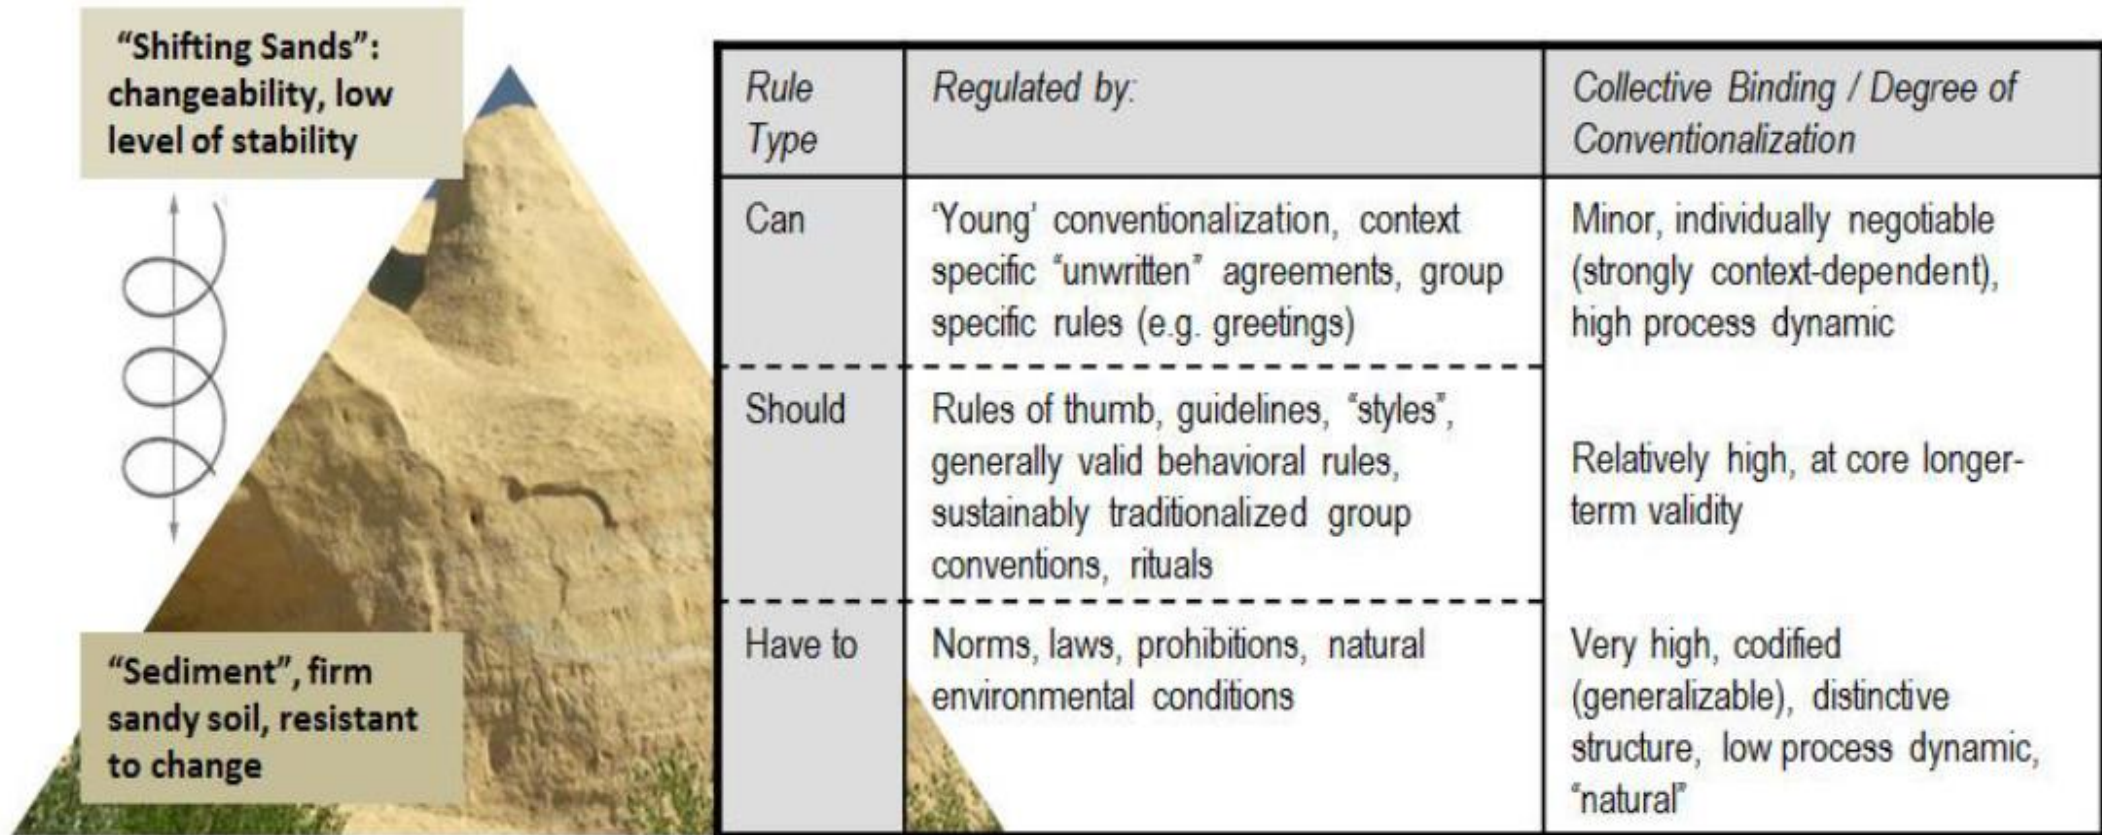 “Shifting Sands”:
changeability, low
level of stability
“Sediment”, firm
sandy soil, resistant
to change
Rule
Type
Regulated by:
Collective Binding / Degree of
Conventionalization
Can
‘Young’ conventionalization, context
specific “unwritten” agreements, group
specific rules (e.g. greetings)
Minor, individually negotiable
(strongly context-dependent),
high process dynamic
Should
Rules of thumb, guidelines, “styles”,
generally valid behavioral rules,
sustainably traditionalized group
conventions, rituals
Relatively high, at core longer-
term validity
Have to
Norms, laws, prohibitions, natural
environmental conditions
Very high, codified
(generalizable), distinctive
structure, low process dynamic,
“natural”